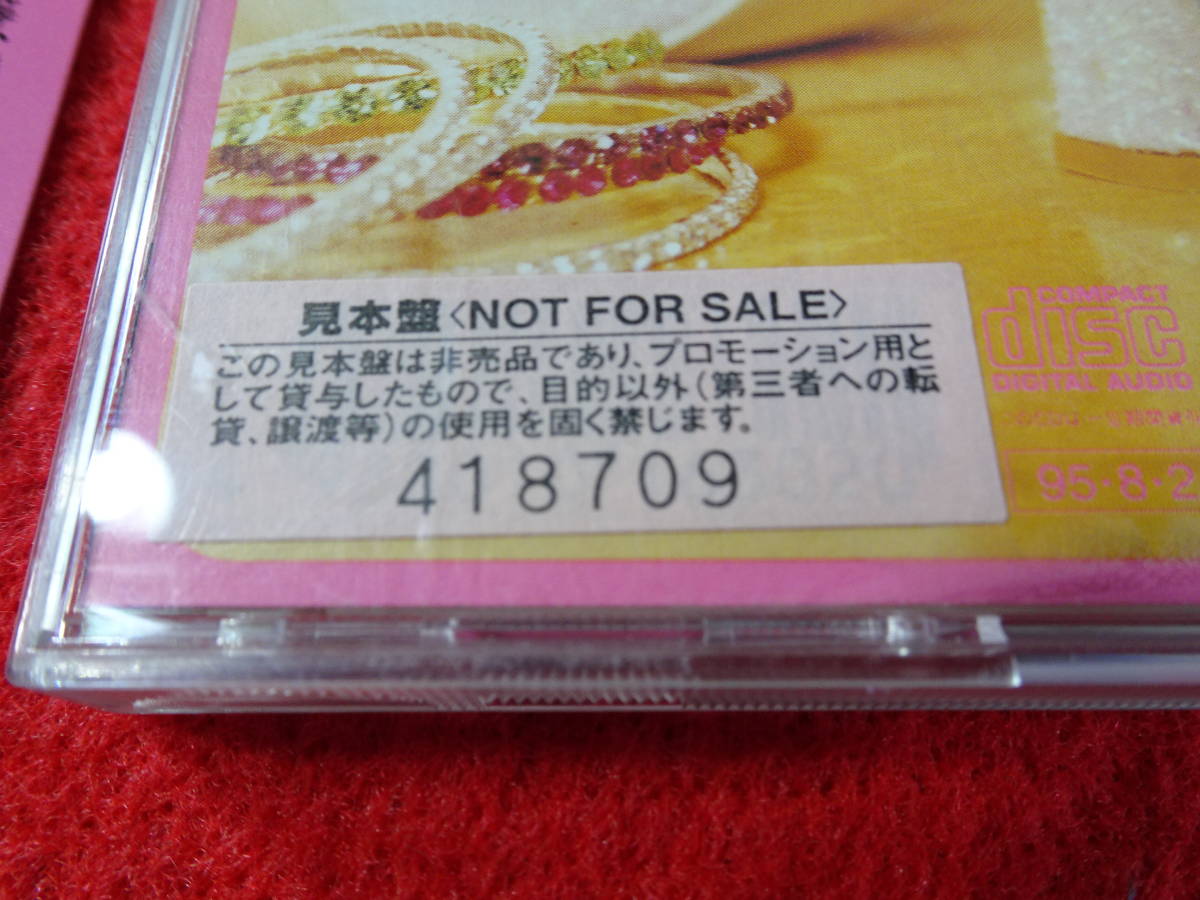 見本盤〈NOT FOR SALE〉
この見本盤は非売品であり、プロモーション用と
して貸与したもので、目的以外(第三者への転
貸、譲渡等)の使用を固く禁じます。
418709
COMPACT
disc
DIGITAL AUDIO
95・8・2